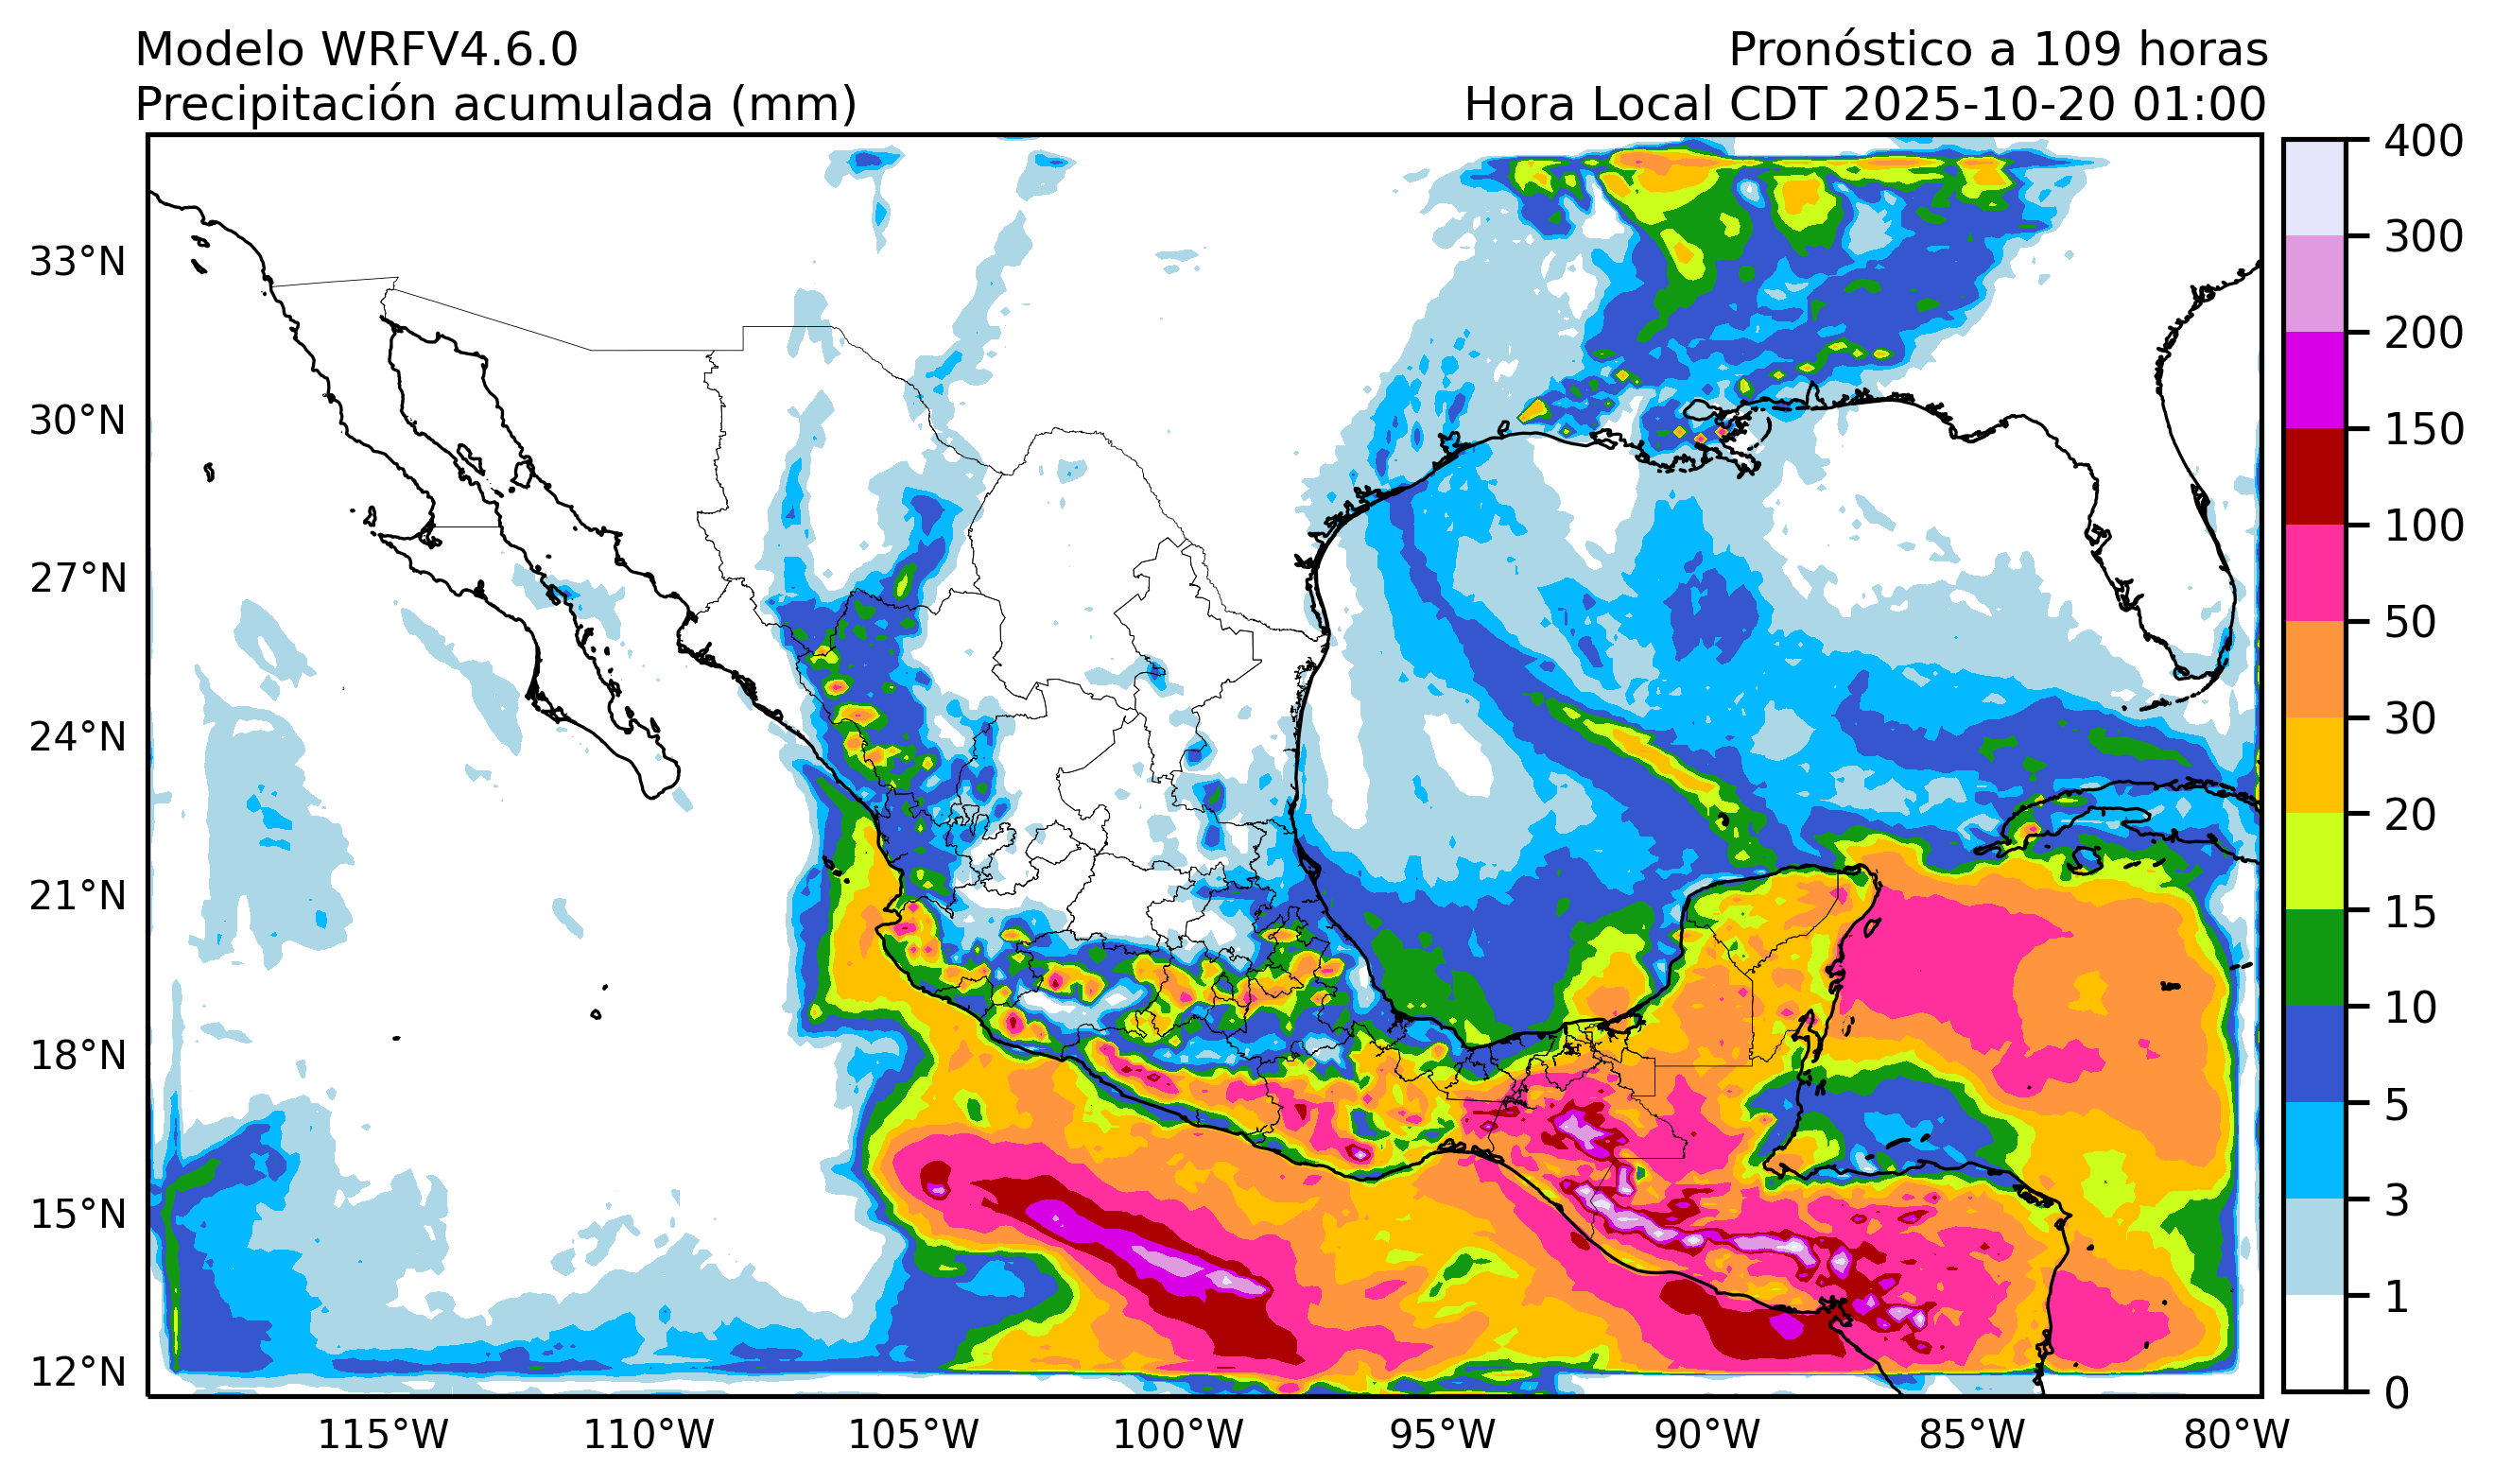 Modelo WRFV4.6.0
Pronóstico a 109 horas
Precipitación acumulada (mm)
Hora Local CDT 2025-10-20 01:00
33°N
30°N
27°N
24°N
21°N
18°N
15°N
12°N
115°W
110°W
105°W
100°W
95°W
90°W
85°W
80°W
400
300
200
150
100
50
30
20
15
10
5
3
1
0